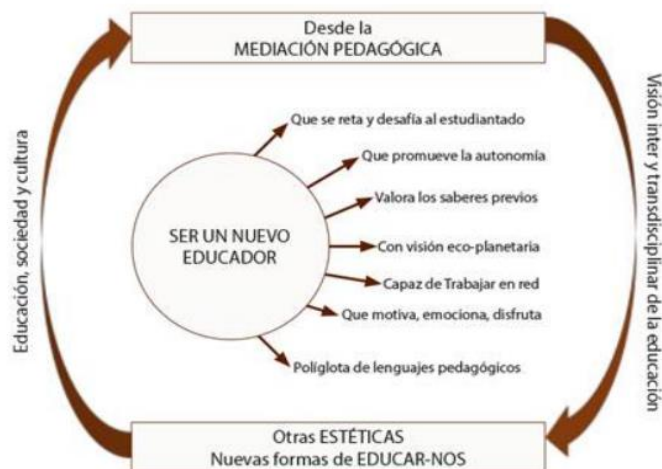 Desde la
MEDIACIÓN PEDAGÓGICA
Educación, sociedad y cultura
Que se reta y desafía al estudiantado
Que promueve la autonomía
Valora los saberes previos
SER UN NUEVO
EDUCADOR
Con visión eco-planetaria
Capaz de Trabajar en red
Que motiva, emociona, disfruta
Políglota de lenguajes pedagógicos
Visión inter y transdisciplinar de la educación
Otras ESTÉTICAS
Nuevas formas de EDUCAR-NOS